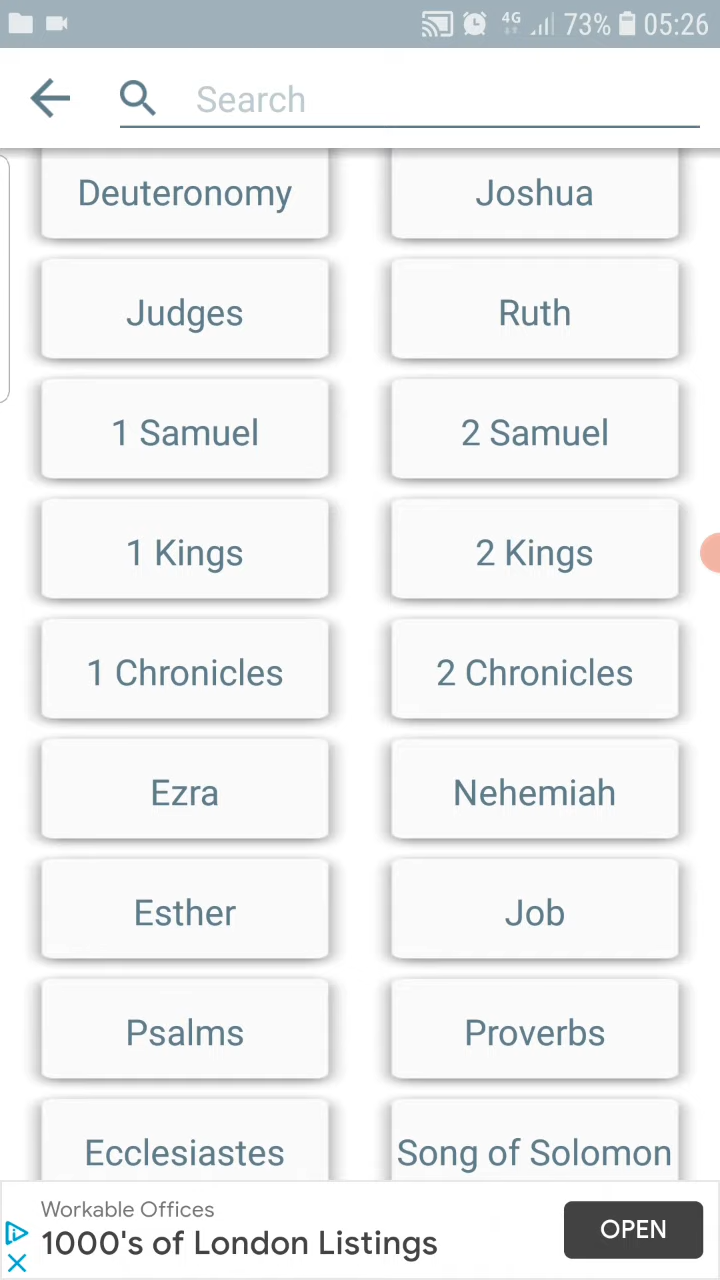 4G 73% 05:26
Search
Deuteronomy Joshua
Judges Ruth
1 Samuel 2 Samuel
1 Kings 2 Kings
1 Chronicles 2 Chronicles
Ezra Nehemiah
Esther Job
Psalms Proverbs
Ecclesiastes Song of Solomon
Workable Offices
1000's of London Listings
OPEN